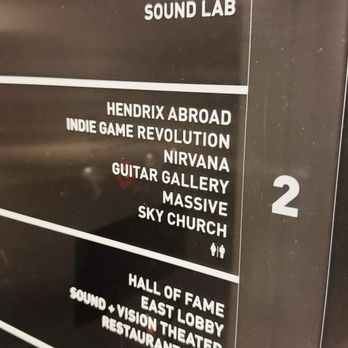 SOUND LAB
HENDRIX ABROAD
INDIE GAME REVOLUTION
NIRVANA
GUITAR GALLERY
MASSIVE
SKY CHURCH
2
HALL OF FAME
EAST LOBBY
SOUND + VISION THEATER
RESTAURANT